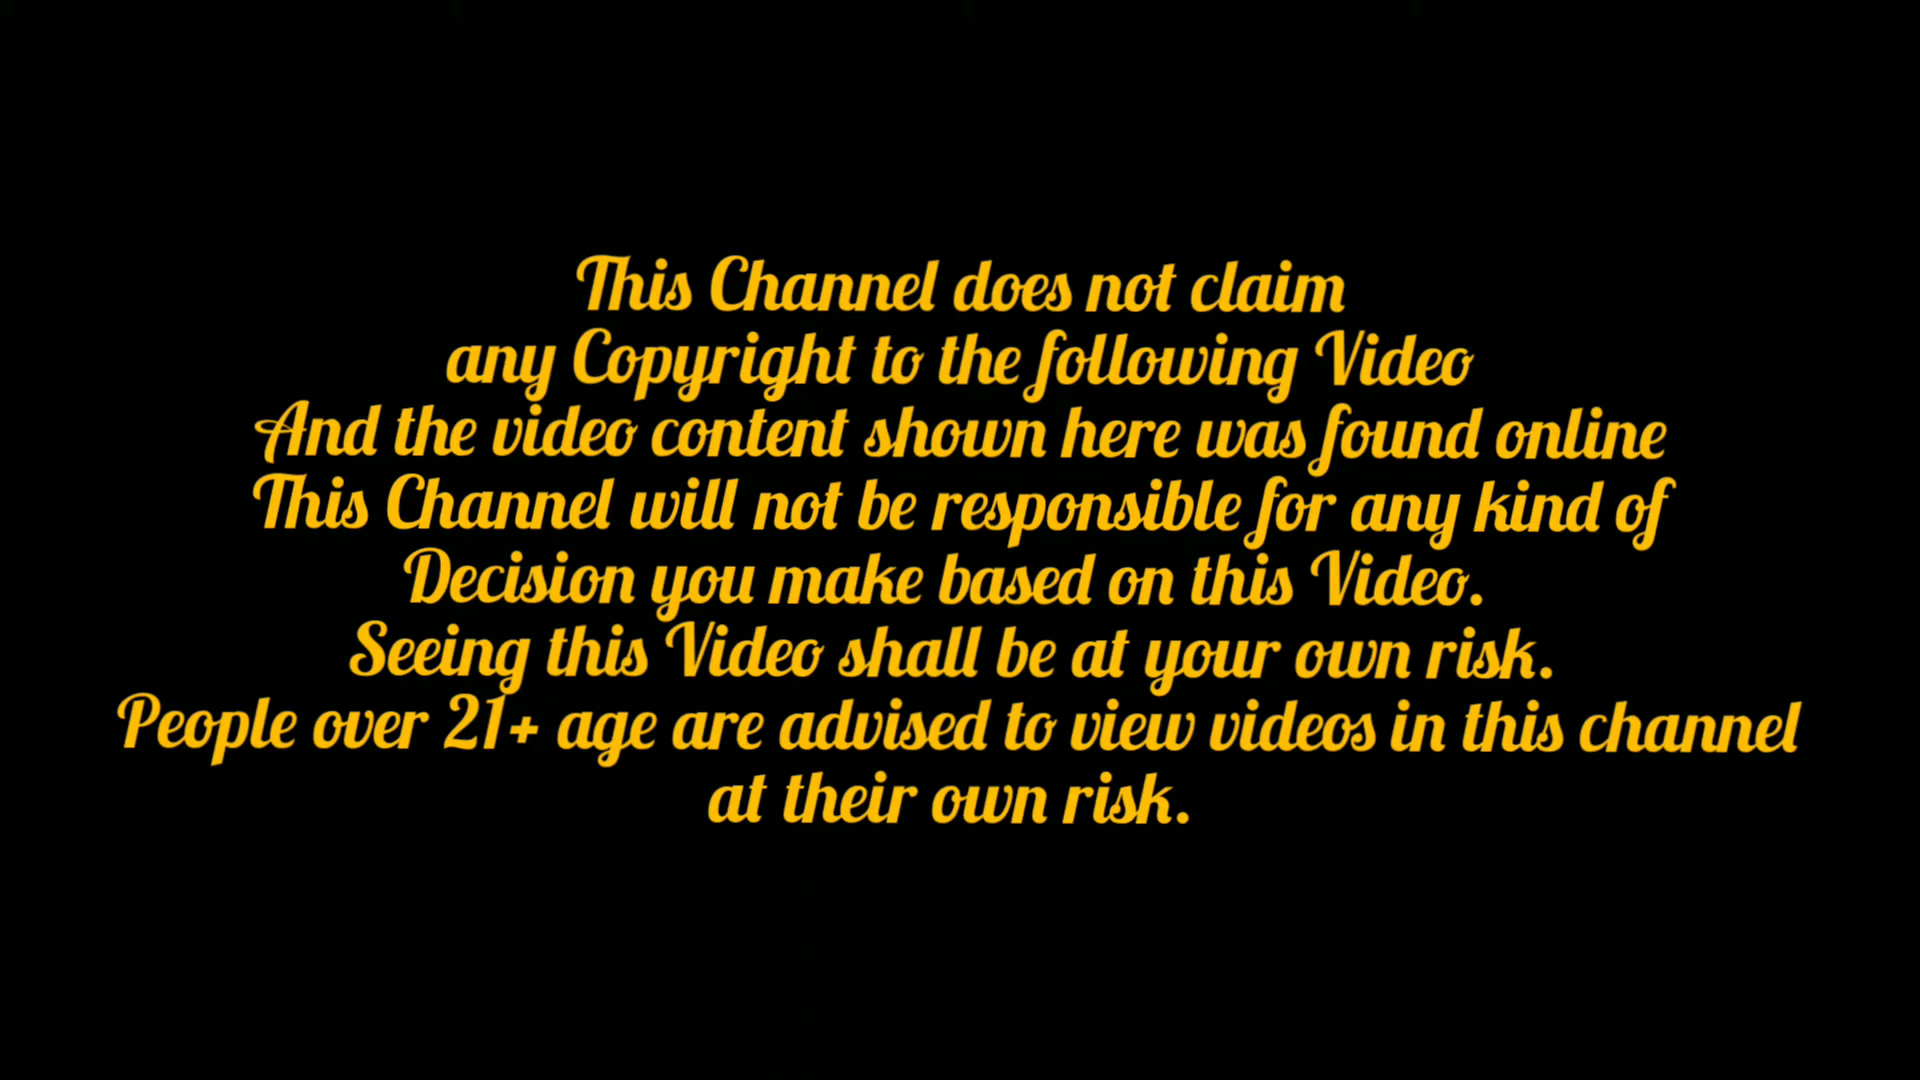 This Channel does not claim
any Copyright to the following Video
And the video content shown here was found online
This Channel will not be responsible for any kind of
Decision you make based on this Video.
Seeing this Video shall be at your own risk.
People over 21+ age are advised to view videos in this channel
at their own risk.